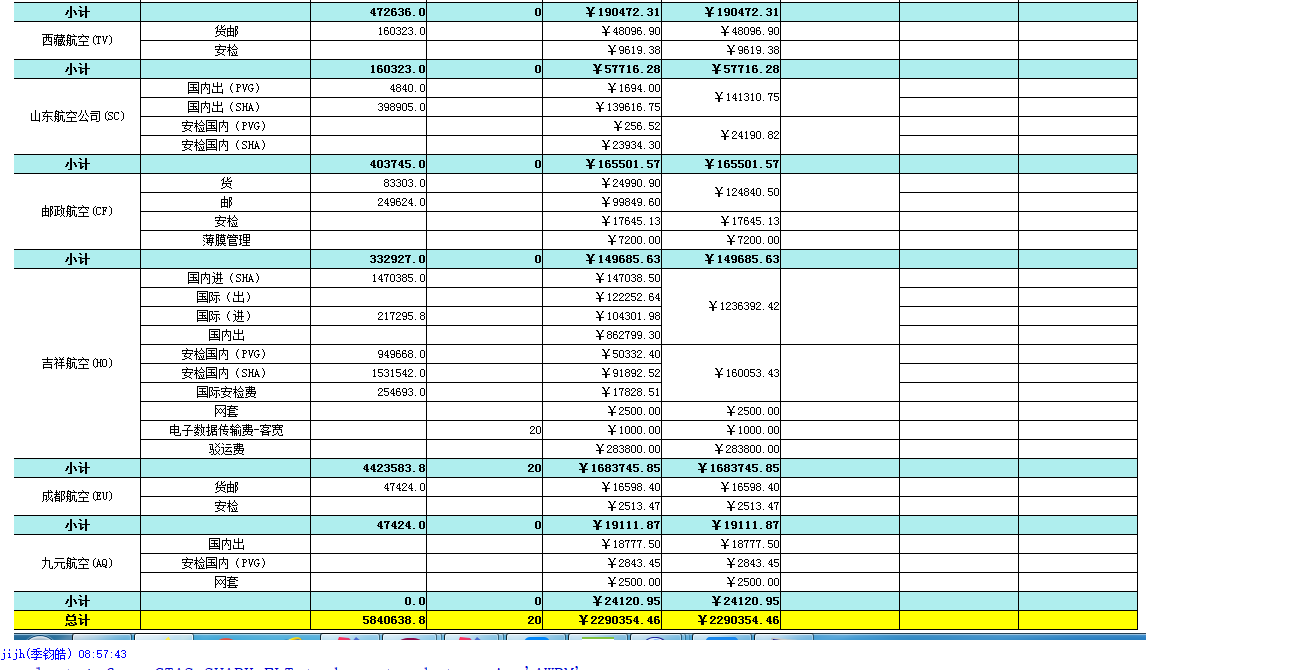 小计 472636.0 0 ￥190472.31 ￥190472.31
西藏航空(TV) 货邮 160323.0 ￥48096.90 ￥48096.90
安检 ￥9619.38 ￥9619.38
小计 160323.0 0 ￥57716.28 ￥57716.28
山东航空公司(SC) 国内出（PVG） 4840.0 ￥1694.00 ￥141310.75
国内出（SHA） 398905.0 ￥139616.75
安检国内（PVG） ￥256.52 ￥24190.82
安检国内（SHA） ￥23934.30
小计 403745.0 0 ￥165501.57 ￥165501.57
邮政航空(CF) 货 83303.0 ￥24990.90 ￥124840.50
邮 249624.0 ￥99849.60
安检 ￥17645.13 ￥17645.13
薄膜管理 ￥7200.00 ￥7200.00
小计 332927.0 0 ￥149685.63 ￥149685.63
吉祥航空(HO) 国内进（SHA） 1470385.0 ￥147038.50 ￥1236392.42
国际（出） ￥122252.64
国际（进） 217295.8 ￥104301.98
国内出 ￥862799.30
安检国内（PVG） 949668.0 ￥50332.40 ￥160053.43
安检国内（SHA） 1531542.0 ￥91892.52
国际安检费 254693.0 ￥17828.51
网套 ￥2500.00 ￥2500.00
电子数据传输费-客宽 20 ￥1000.00 ￥1000.00
驳运费 ￥283800.00 ￥283800.00
小计 4423583.8 20 ￥1683745.85 ￥1683745.85
成都航空(EU) 货邮 47424.0 ￥16598.40 ￥16598.40
安检 ￥2513.47 ￥2513.47
小计 47424.0 0 ￥19111.87 ￥19111.87
九元航空(AQ) 国内出 ￥18777.50 ￥18777.50
安检国内（PVG） ￥2843.45 ￥2843.45
网套 ￥2500.00 ￥2500.00
小计 0.0 0 ￥24120.95 ￥24120.95
总计 5840638.8 20 ￥2290354.46 ￥2290354.46
jijh(季钧皓) 08:57:43